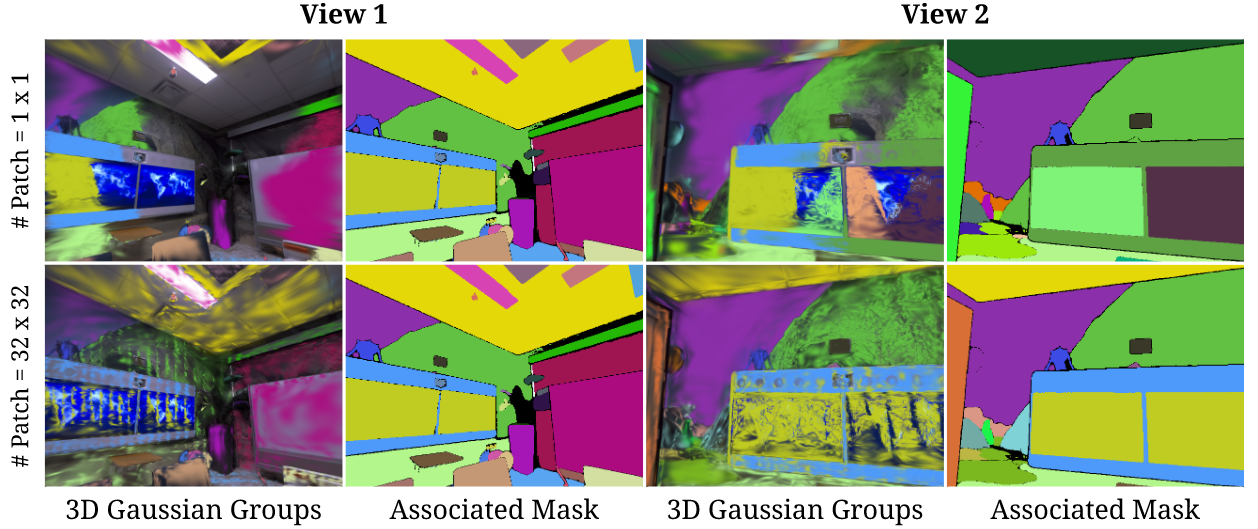 View 1
View 2
# Patch = 1 x 1
# Patch = 32 x 32
3D Gaussian Groups
Associated Mask
3D Gaussian Groups
Associated Mask